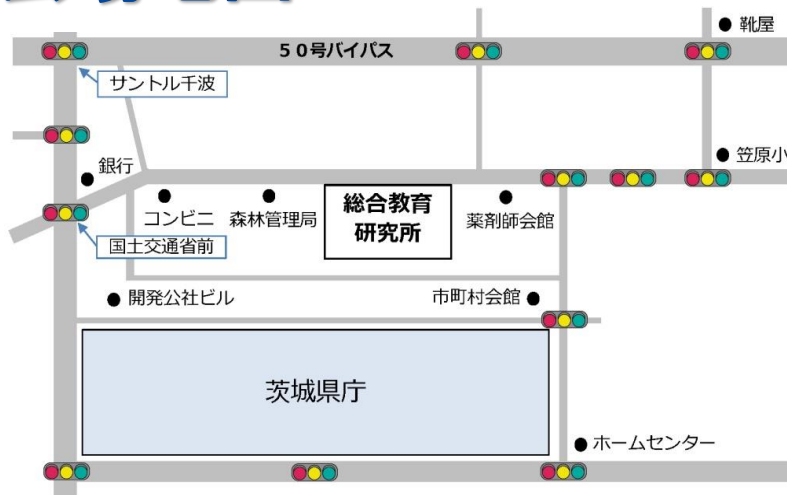 靴屋
５０号バイパス
サントル千波
笠原小
銀行
コンビニ
森林管理局
総合教育
研究所
薬剤師会館
国土交通省前
開発公社ビル
市町村会館
茨城県庁
ホームセンター